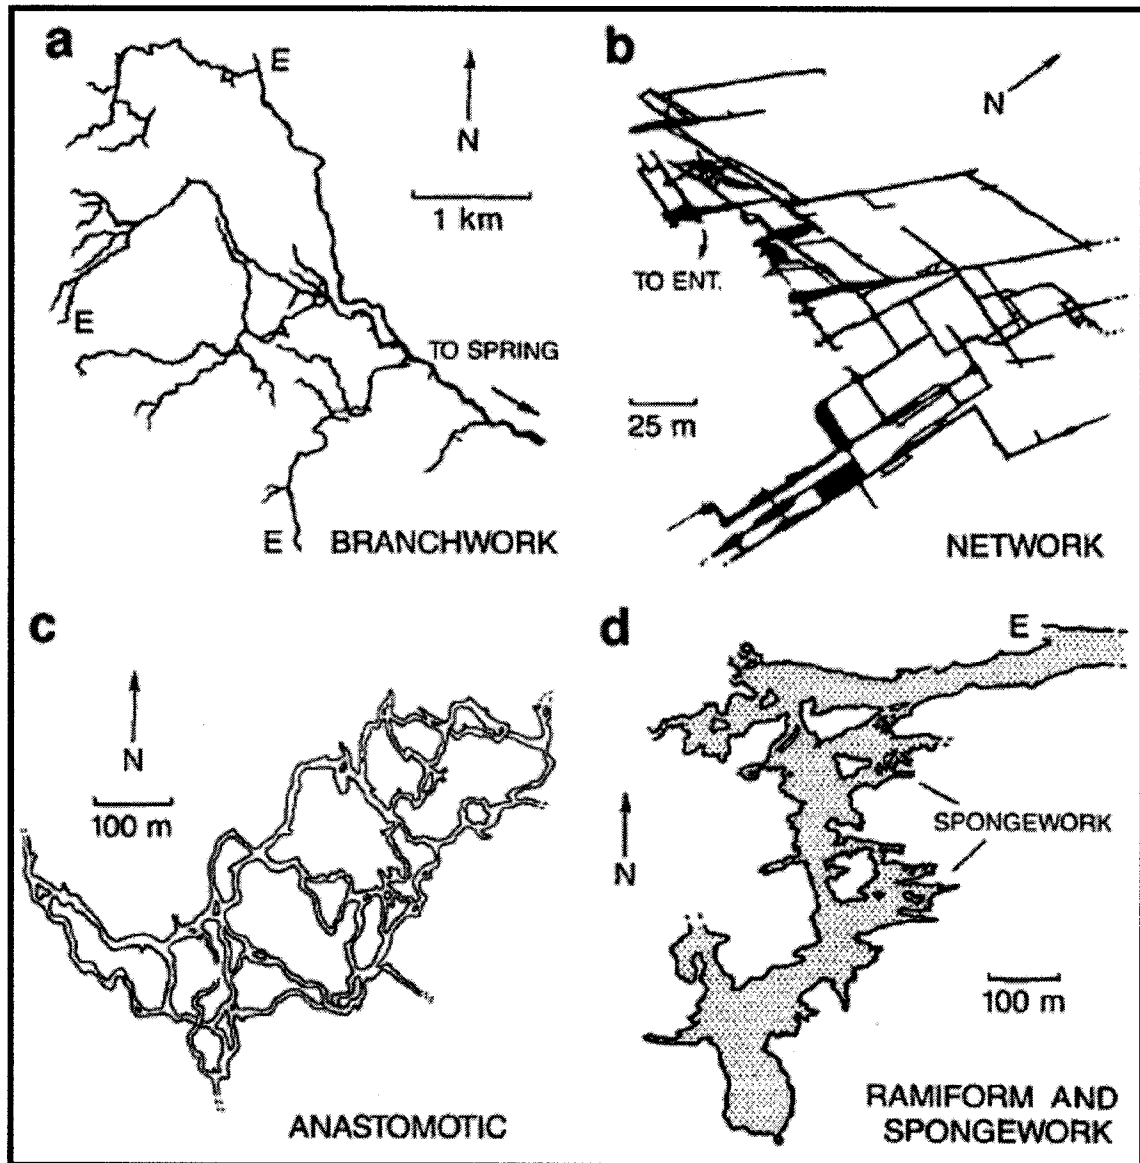 a
E
N
1 km
E
TO SPRING
E
BRANCHWORK
b
N
TO ENT.
25 m
NETWORK
c
N
100 m
ANASTOMOTIC
d
E
SPONGEWORK
N
100 m
RAMIFORM AND
SPONGEWORK